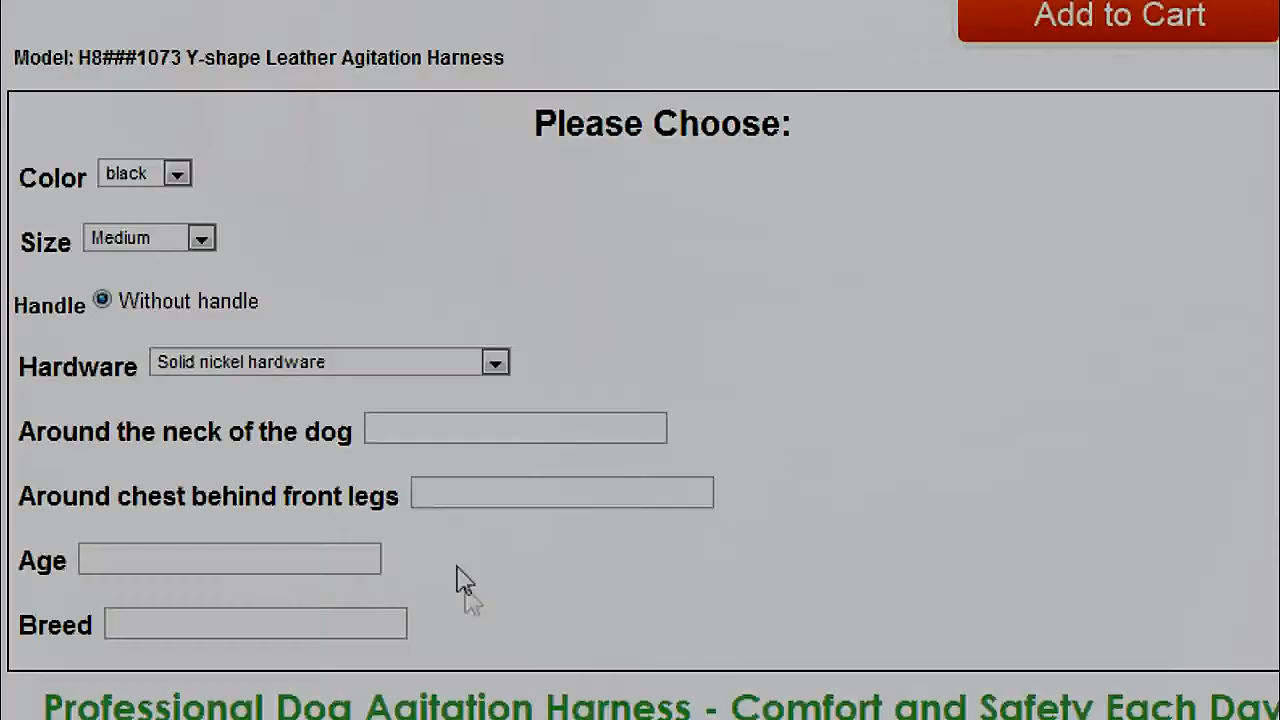 Add to Cart
Model: H8###1073 Y-shape Leather Agitation Harness
Please Choose:
Color black
Size Medium
Handle Without handle
Hardware Solid nickel hardware
Around the neck of the dog
Around chest behind front legs
Age
Breed
Professional Dog Agitation Harness - Comfort and Safety Each Day